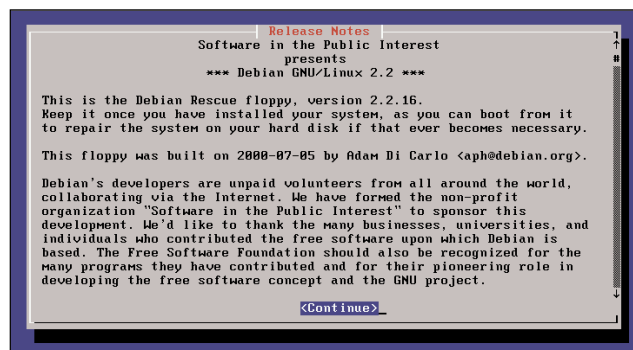 Release Notes
Software in the Public Interest
presents
*** Debian GNU/Linux 2.2 ***
This is the Debian Rescue floppy, version 2.2.16.
Keep it once you have installed your system, as you can boot from it
to repair the system on your hard disk if that ever becomes necessary.
This floppy was built on 2000-07-05 by Adam Di Carlo <aph@debian.org>.
Debian's developers are unpaid volunteers from all around the world,
collaborating via the Internet. We have formed the non-profit
organization "Software in the Public Interest" to sponsor this
development. We'd like to thank the many businesses, universities, and
individuals who contributed the free software upon which Debian is
based. The Free Software Foundation should also be recognized for the
many programs they have contributed and for their pioneering role in
developing the free software concept and the GNU project.
<Continue>